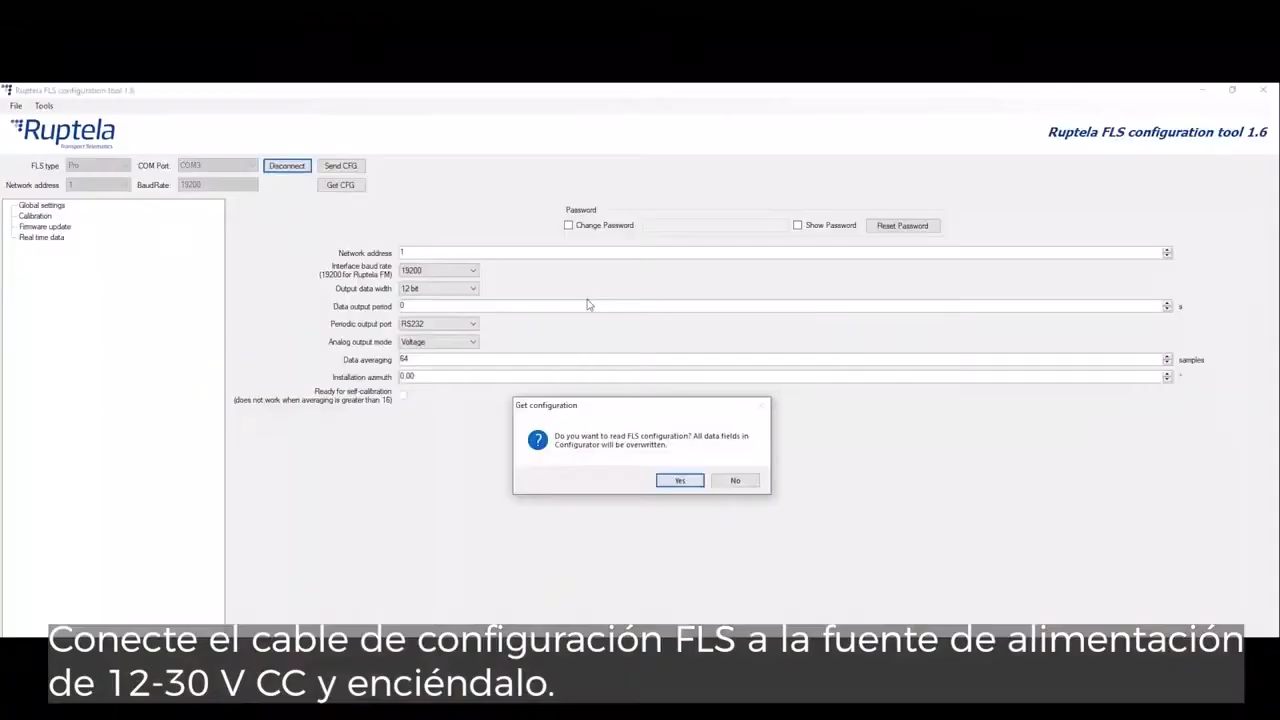 Ruptela FLS configuration tool 1.6
File Tools
Ruptela
Transport Telematics
Ruptela FLS configuration tool 1.6
FLS type Pro COM Port: COM3 Disconnect Send CFG
Network address 1 BaudRate: 19200 Get CFG
Global settings
Calibration
Firmware update
Real time data
Password
Change Password Show Password Reset Password
Network address 1
Interface baud rate
(19200 for Ruptela FM) 19200
Output data width 12 bit
Data output period 0 s
Periodic output port RS232
Analog output mode Voltage
Data averaging 64 samples
Installation azimuth 0.00 °
Ready for self-calibration
(does not work when averaging is greater than 16)
Get configuration
Do you want to read FLS configuration? All data fields in
Configurator will be overwritten.
Yes No
Conecte el cable de configuración FLS a la fuente de alimentación
de 12-30 V CC y enciéndalo.